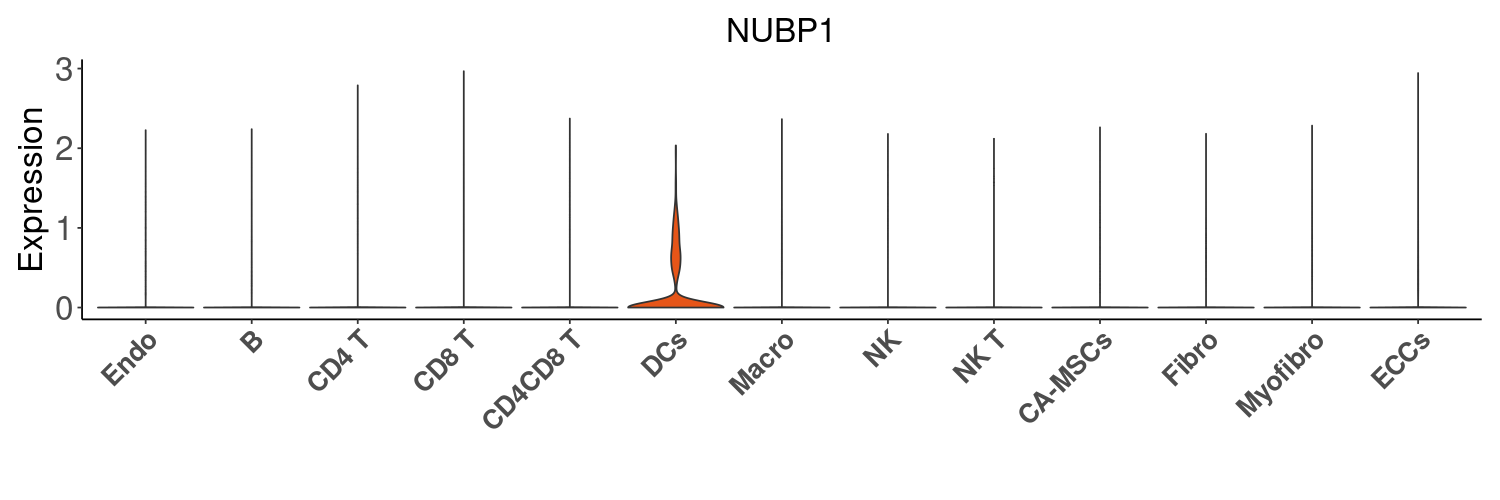 NUBP1
Expression
3
2
1
0
Endo
B
CD4 T
CD8 T
CD4CD8 T
DCs
Macro
NK
NK T
CA-MSCs
Fibro
Myofibro
ECCs